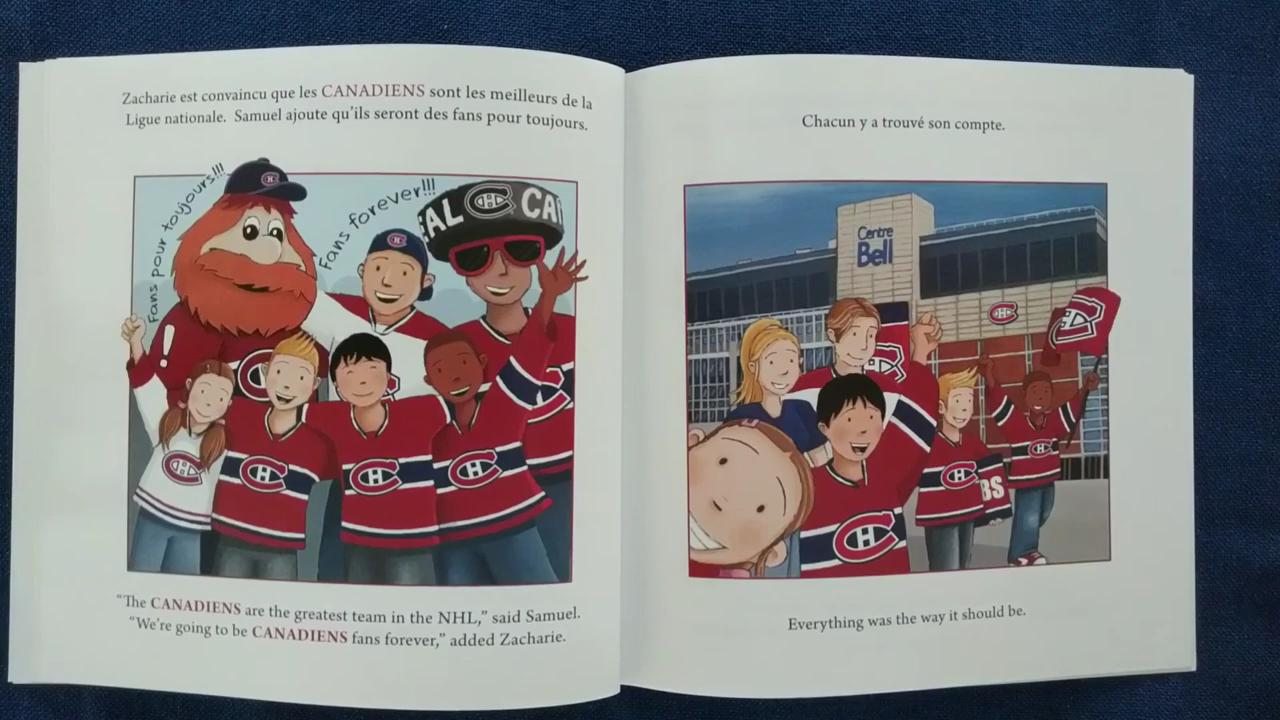 Zacharie est convaincu que les CANADIENS sont les meilleurs de la
Ligue nationale. Samuel ajoute qu'ils seront des fans pour toujours.
Fans pour toujours!!!
Fans forever!!!
EAL CA
"The CANADIENS are the greatest team in the NHL," said Samuel.
"We're going to be CANADIENS fans forever," added Zacharie.
Chacun y a trouvé son compte.
Centre
Bell
BS
Everything was the way it should be.